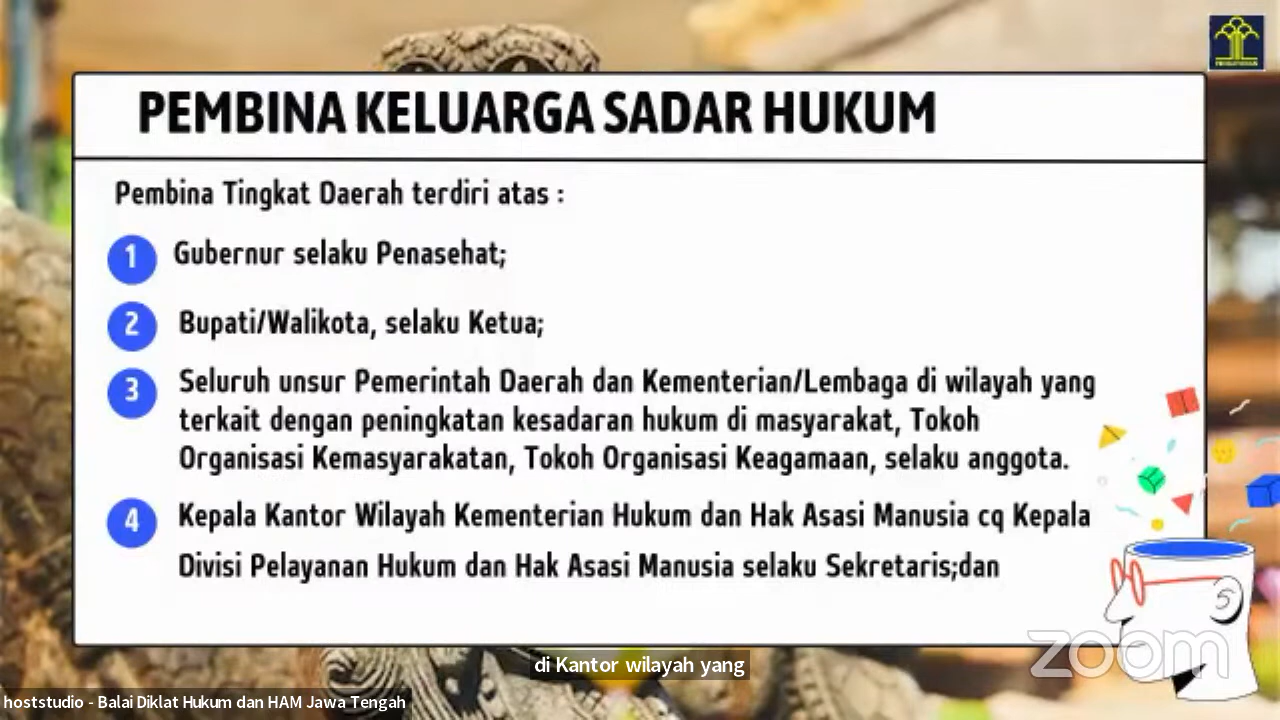 PEMBINA KELUARGA SADAR HUKUM
Pembina Tingkat Daerah terdiri atas :
1 Gubernur selaku Penasehat;
2 Bupati/Walikota, selaku Ketua;
3 Seluruh unsur Pemerintah Daerah dan Kementerian/Lembaga di wilayah yang
terkait dengan peningkatan kesadaran hukum di masyarakat, Tokoh
Organisasi Kemasyarakatan, Tokoh Organisasi Keagamaan, selaku anggota.
4 Kepala Kantor Wilayah Kementerian Hukum dan Hak Asasi Manusia cq Kepala
Divisi Pelayanan Hukum dan Hak Asasi Manusia selaku Sekretaris;dan
zoom
di Kantor wilayah yang
hoststudio - Balai Diklat Hukum dan HAM Jawa Tengah